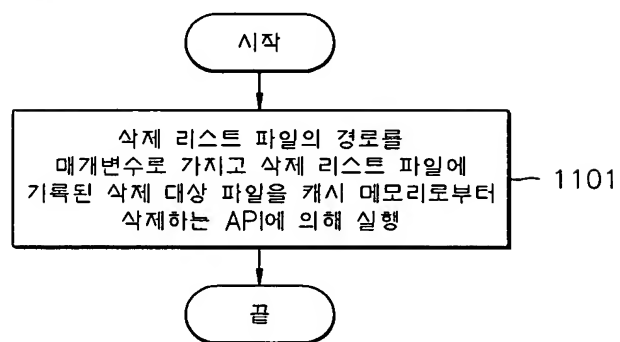 시작
삭제 리스트 파일의 경로를
매개변수로 가지고 삭제 리스트 파일에
기록된 삭제 대상 파일을 캐시 메모리로부터
삭제하는 API에 의해 실행
1101
끝